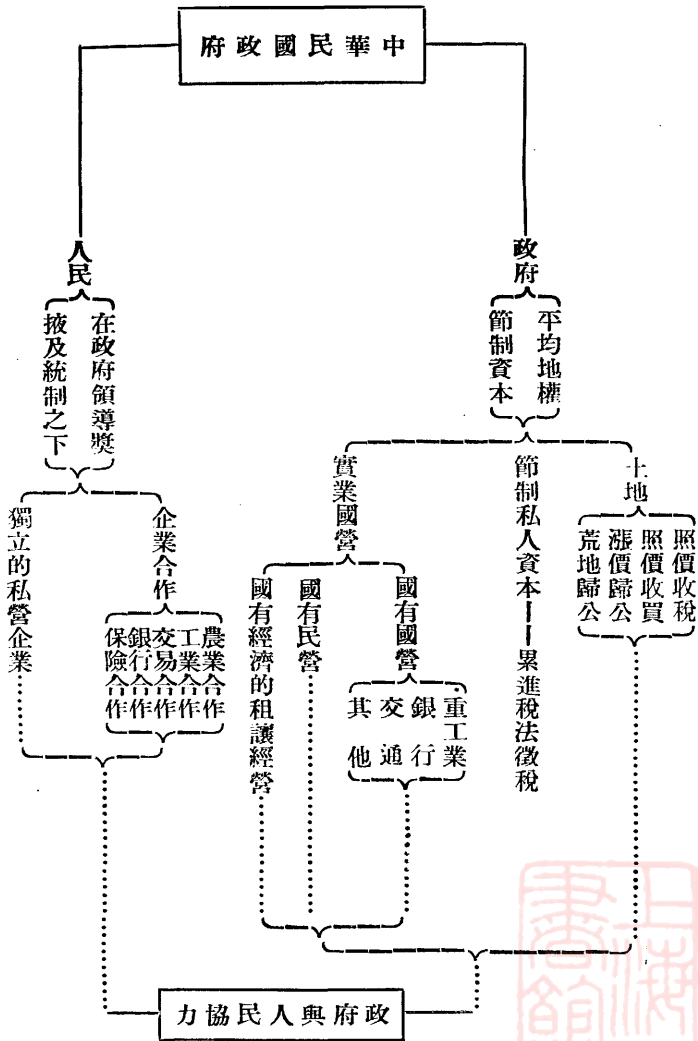 中華民國政府
政府
平均地權
節制資本
土地
照價收稅
照價收買
漲價歸公
荒地歸公
節制私人資本——累進稅法徵稅
實業國營
國有國營
重工業
銀行
交通
其他
國有民營
國有經濟的租讓經營
人民
在政府領導獎
掖及統制之下
企業合作
農業合作
工業合作
交易合作
銀行合作
保險合作
獨立的私營企業
政府與人民協力
上海
書館